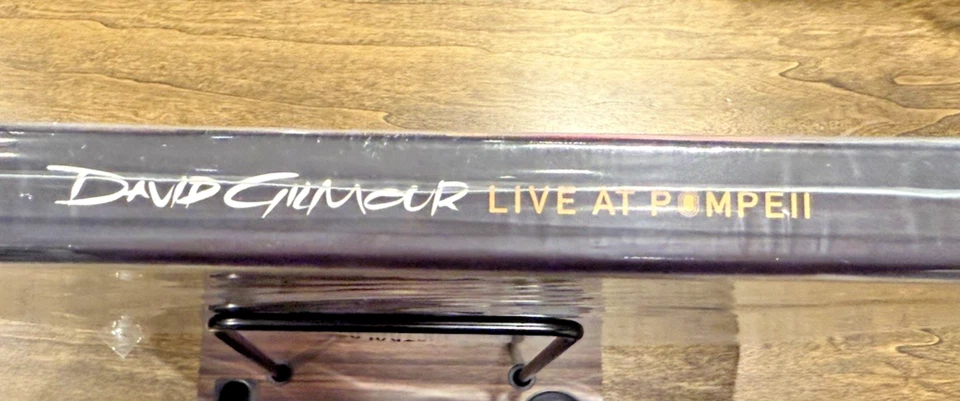 DAVID GILMOUR LIVE AT POMPEII